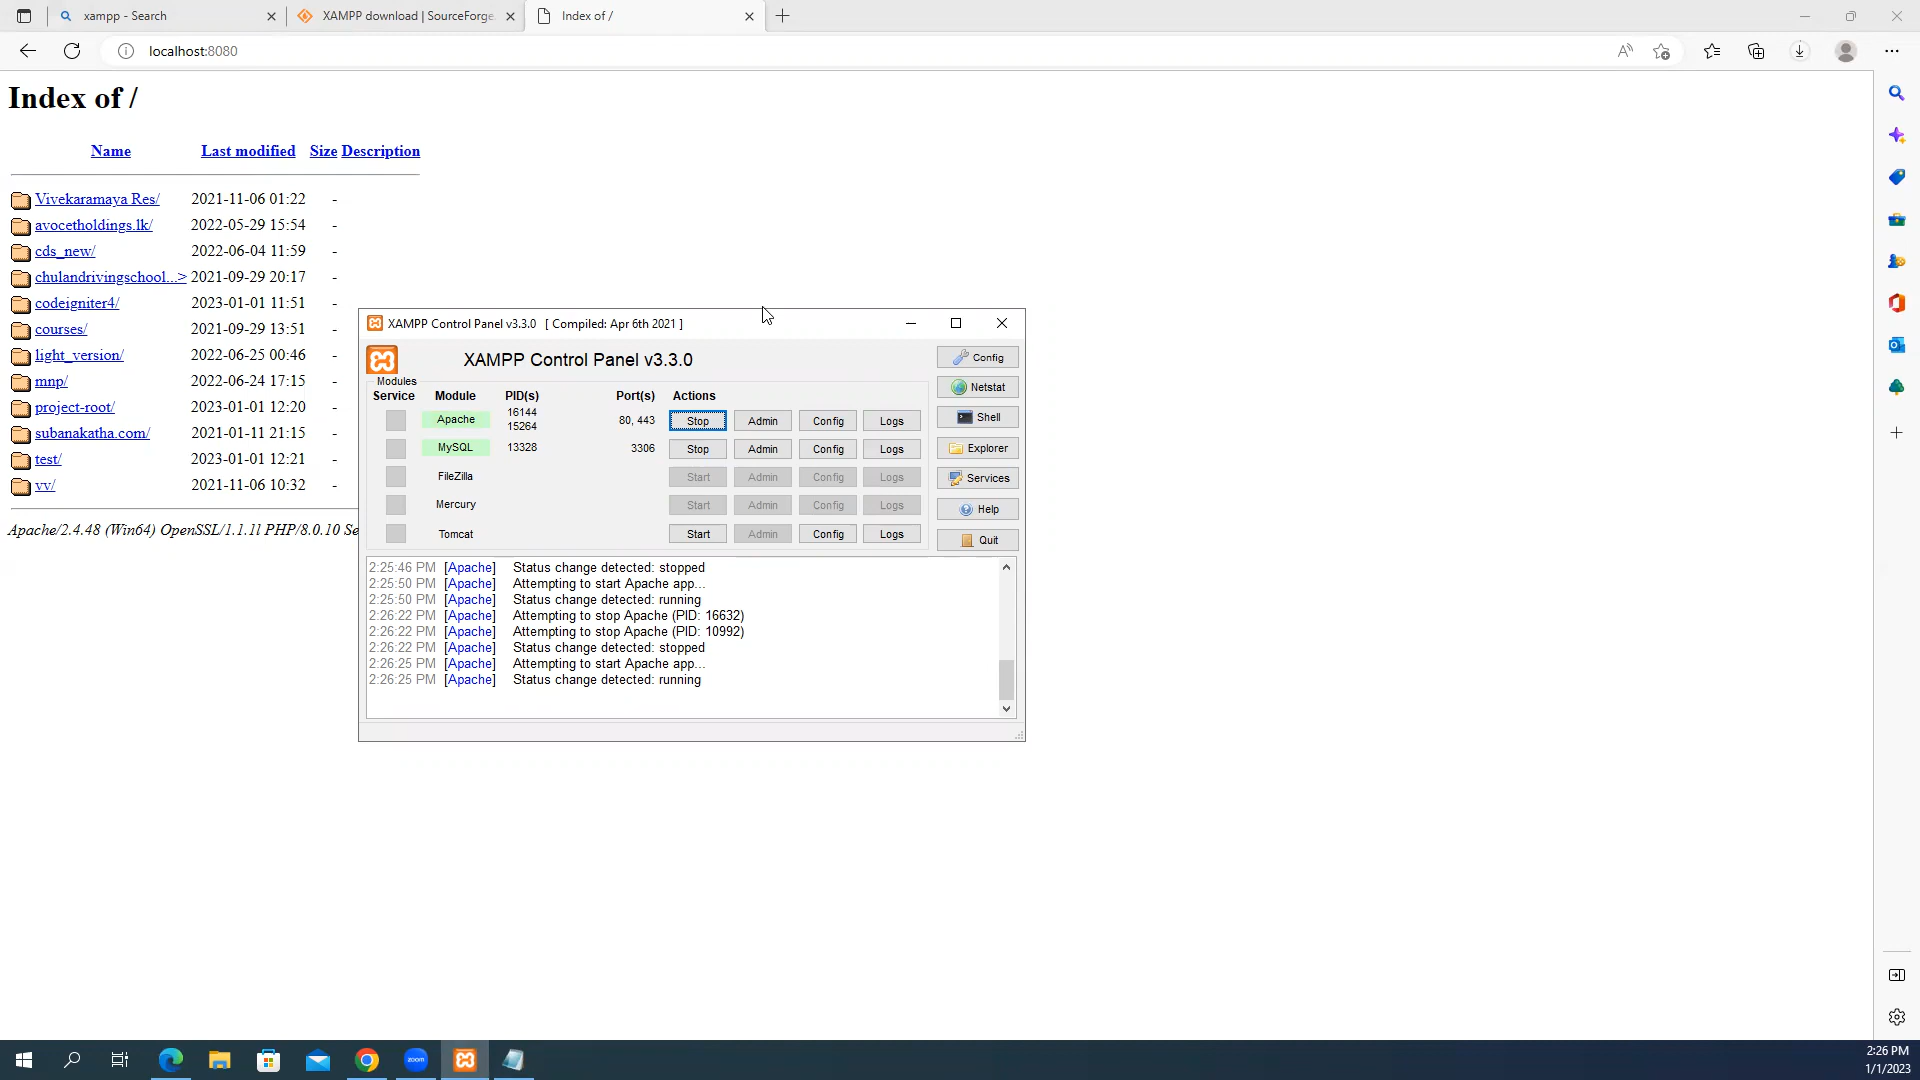 xampp - Search
XAMPP download | SourceForge.
Index of /
localhost:8080
Index of /
Name Last modified Size Description
Vivekaramaya Res/ 2021-11-06 01:22 -
avocetholdings.lk/ 2022-05-29 15:54 -
cds_new/ 2022-06-04 11:59 -
chulandrivingschool...> 2021-09-29 20:17 -
codeigniter4/ 2023-01-01 11:51 -
courses/ 2021-09-29 13:51 -
light_version/ 2022-06-25 00:46 -
mnp/ 2022-06-24 17:15 -
project-root/ 2023-01-01 12:20 -
subanakatha.com/ 2021-01-11 21:15 -
test/ 2023-01-01 12:21 -
vv/ 2021-11-06 10:32 -
Apache/2.4.48 (Win64) OpenSSL/1.1.1l PHP/8.0.10 Se
XAMPP Control Panel v3.3.0 [ Compiled: Apr 6th 2021 ]
XAMPP Control Panel v3.3.0
Config
Modules
Netstat
Service Module PID(s) Port(s) Actions
Apache 16144 15264 80, 443 Stop Admin Config Logs
Shell
MySQL 13328 3306 Stop Admin Config Logs
Explorer
FileZilla Start Admin Config Logs
Services
Mercury Start Admin Config Logs
Help
Tomcat Start Admin Config Logs
Quit
2:25:46 PM [Apache] Status change detected: stopped
2:25:50 PM [Apache] Attempting to start Apache app...
2:25:50 PM [Apache] Status change detected: running
2:26:22 PM [Apache] Attempting to stop Apache (PID: 16632)
2:26:22 PM [Apache] Attempting to stop Apache (PID: 10992)
2:26:22 PM [Apache] Status change detected: stopped
2:26:25 PM [Apache] Attempting to start Apache app...
2:26:25 PM [Apache] Status change detected: running
zoom
2:26 PM
1/1/2023